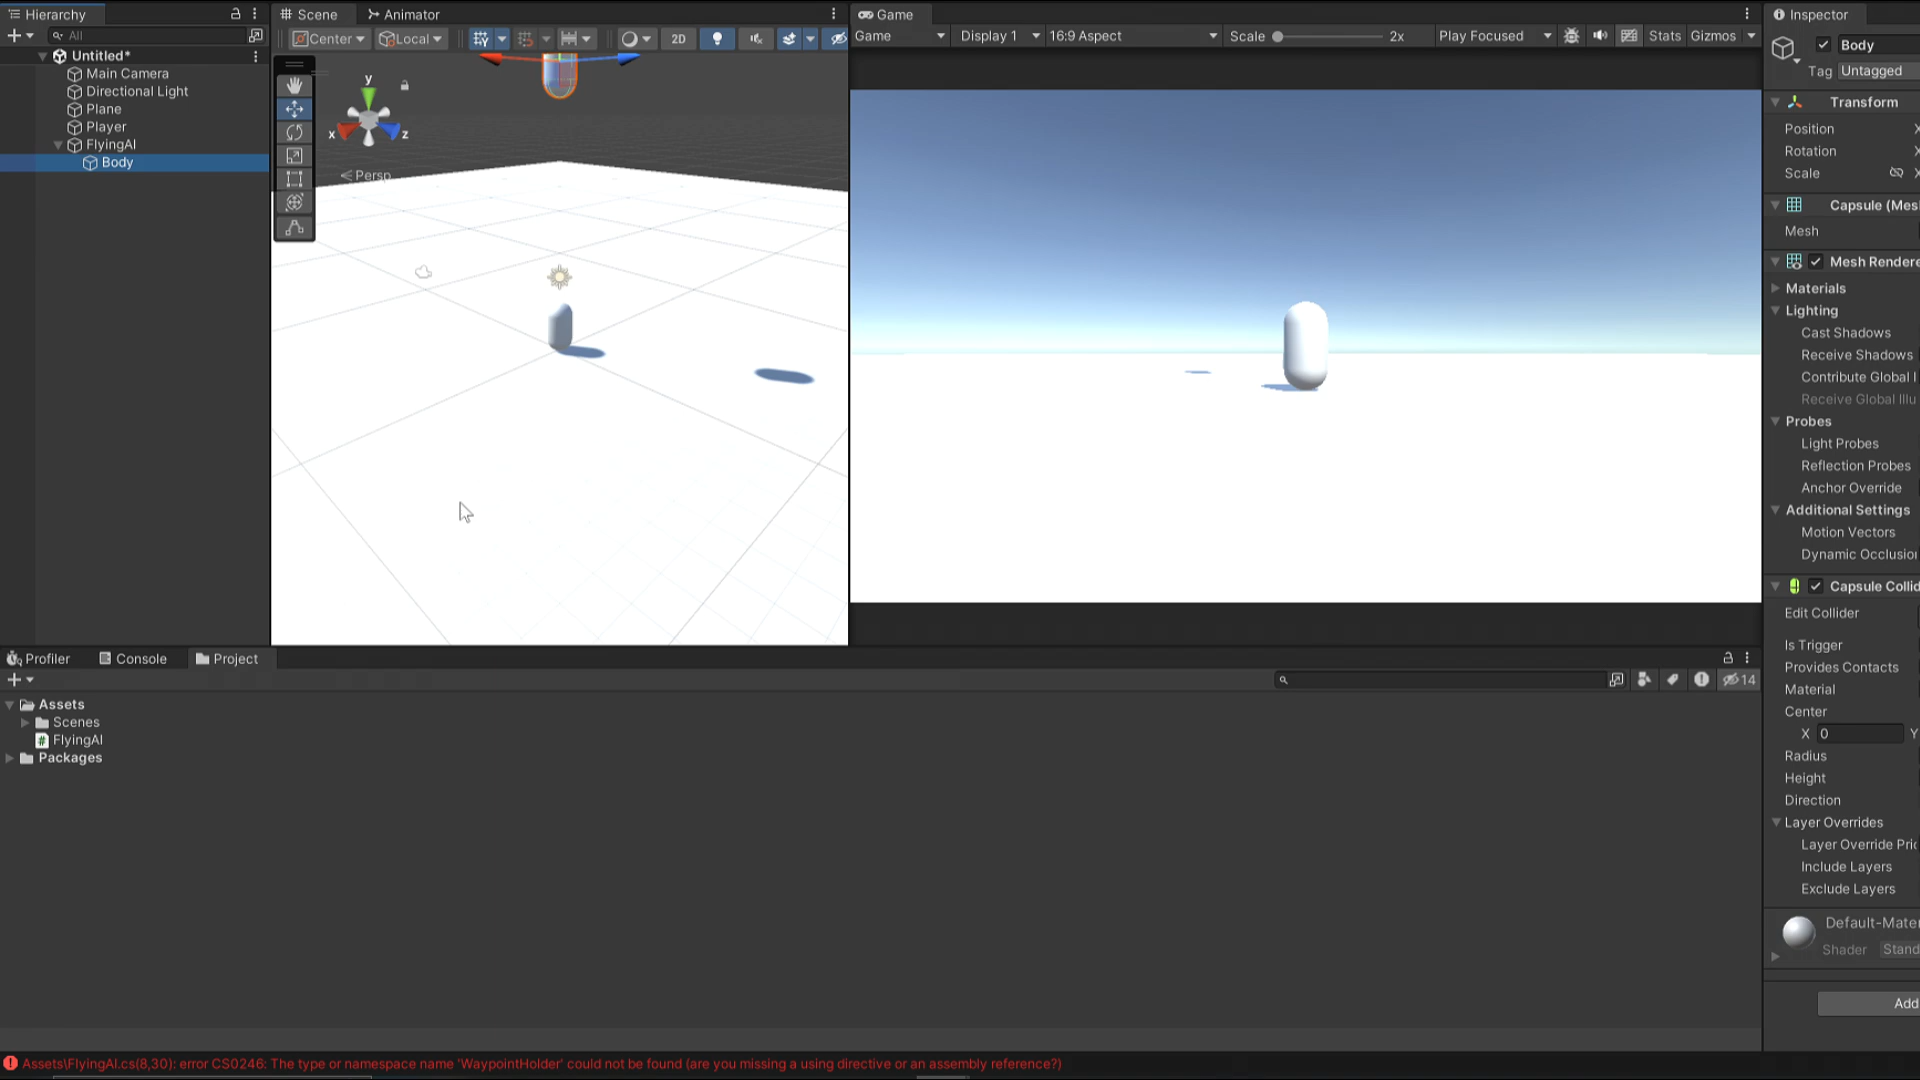 Hierarchy
All
Untitled*
Main Camera
Directional Light
Plane
Player
FlyingAI
Body
Scene
Animator
Center
Local
2D
y
x
z
Persp
Game
Game
Display 1
16:9 Aspect
Scale
2x
Play Focused
Stats
Gizmos
Inspector
Body
Tag
Untagged
Transform
Position
X
Rotation
X
Scale
X
Capsule (Mes
Mesh
Mesh Rendere
Materials
Lighting
Cast Shadows
Receive Shadows
Contribute Global I
Receive Global Illu
Probes
Light Probes
Reflection Probes
Anchor Override
Additional Settings
Motion Vectors
Dynamic Occlusio
Capsule Collid
Edit Collider
Is Trigger
Provides Contacts
Material
Center
X 0 Y
Radius
Height
Direction
Layer Overrides
Layer Override Pri
Include Layers
Exclude Layers
Default-Mate
Shader Stand
Add
Profiler
Console
Project
14
Assets
Scenes
FlyingAI
Packages
Assets\FlyingAI.cs(8,30): error CS0246: The type or namespace name 'WaypointHolder' could not be found (are you missing a using directive or an assembly reference?)